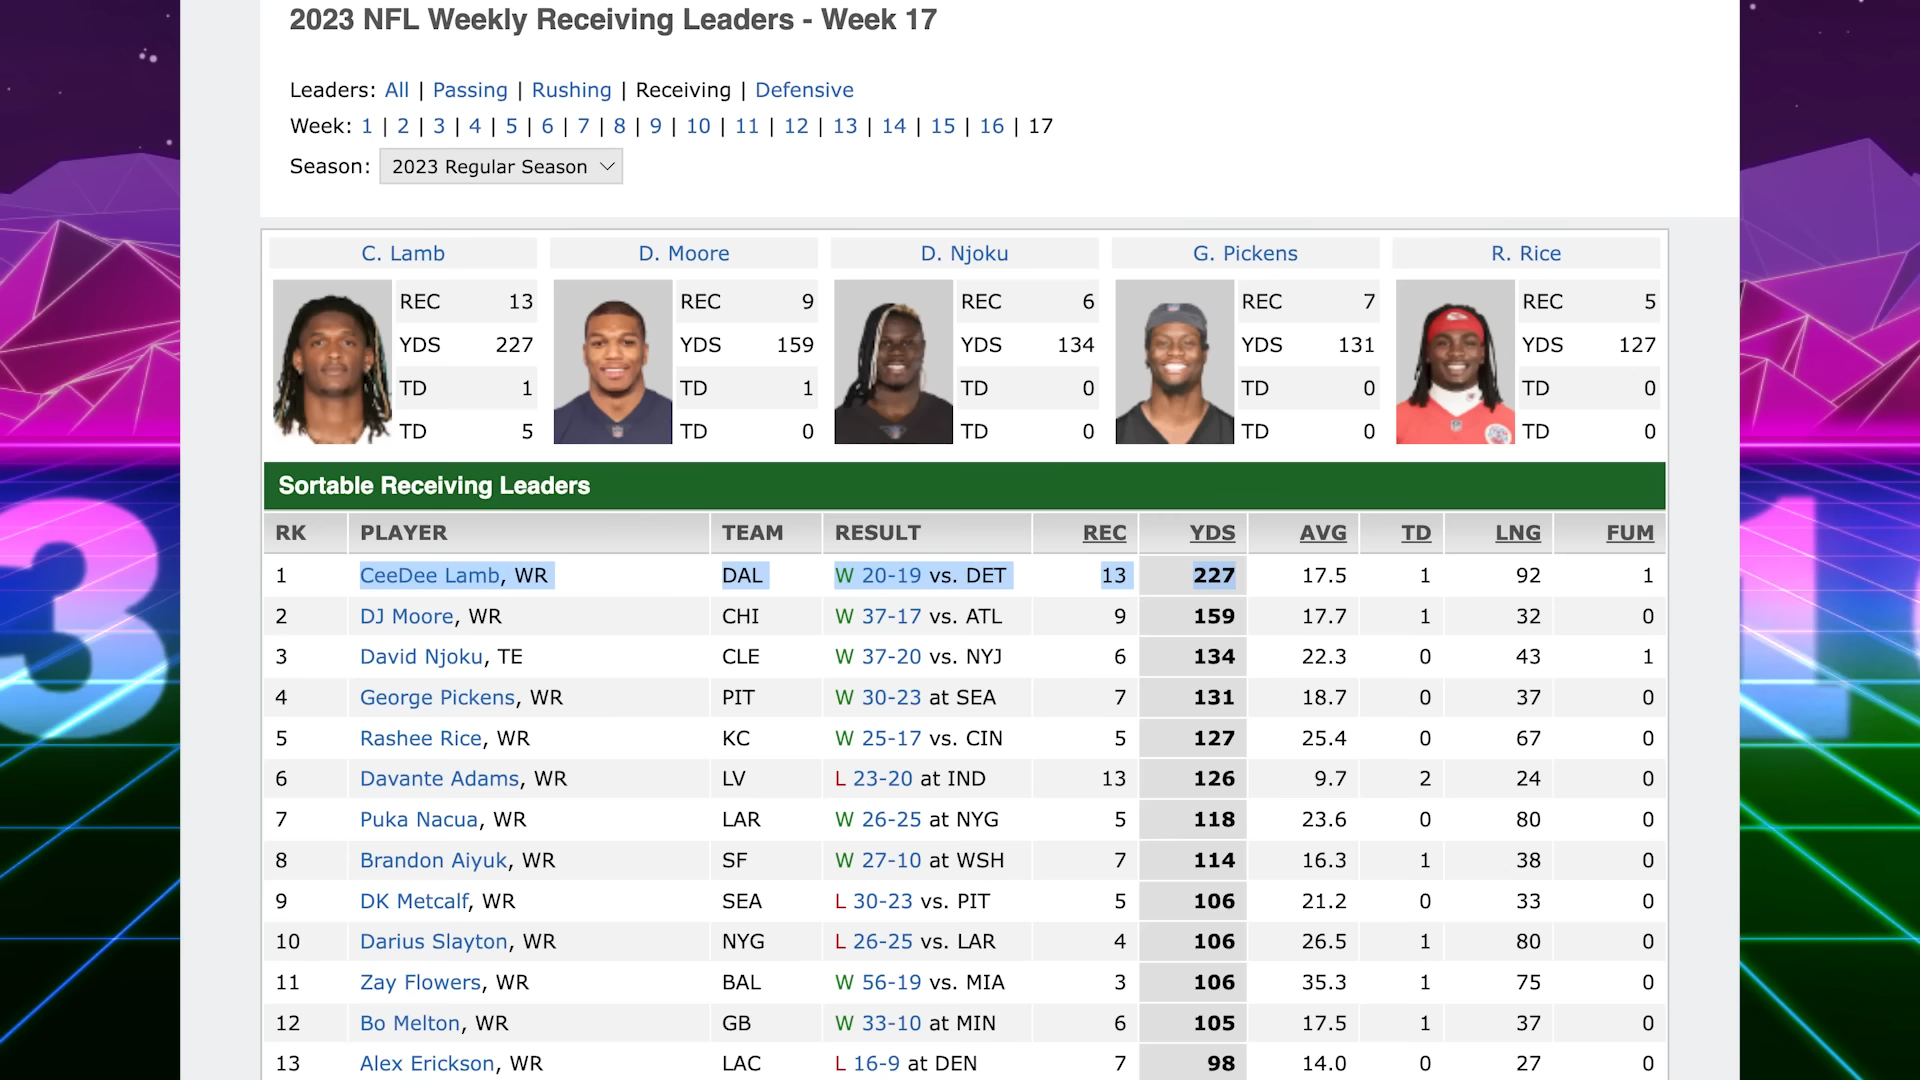 2023 NFL Weekly Receiving Leaders - Week 17
Leaders: All | Passing | Rushing | Receiving | Defensive
Week: 1 | 2 | 3 | 4 | 5 | 6 | 7 | 8 | 9 | 10 | 11 | 12 | 13 | 14 | 15 | 16 | 17
Season: 2023 Regular Season
C. Lamb D. Moore D. Njoku G. Pickens R. Rice
REC 13 REC 9 REC 6 REC 7 REC 5
YDS 227 YDS 159 YDS 134 YDS 131 YDS 127
TD 1 TD 1 TD 0 TD 0 TD 0
TD 5 TD 0 TD 0 TD 0 TD 0
Sortable Receiving Leaders
RK PLAYER TEAM RESULT REC YDS AVG TD LNG FUM
1 CeeDee Lamb, WR DAL W 20-19 vs. DET 13 227 17.5 1 92 1
2 DJ Moore, WR CHI W 37-17 vs. ATL 9 159 17.7 1 32 0
3 David Njoku, TE CLE W 37-20 vs. NYJ 6 134 22.3 0 43 1
4 George Pickens, WR PIT W 30-23 at SEA 7 131 18.7 0 37 0
5 Rashee Rice, WR KC W 25-17 vs. CIN 5 127 25.4 0 67 0
6 Davante Adams, WR LV L 23-20 at IND 13 126 9.7 2 24 0
7 Puka Nacua, WR LAR W 26-25 at NYG 5 118 23.6 0 80 0
8 Brandon Aiyuk, WR SF W 27-10 at WSH 7 114 16.3 1 38 0
9 DK Metcalf, WR SEA L 30-23 vs. PIT 5 106 21.2 0 33 0
10 Darius Slayton, WR NYG L 26-25 vs. LAR 4 106 26.5 1 80 0
11 Zay Flowers, WR BAL W 56-19 vs. MIA 3 106 35.3 1 75 0
12 Bo Melton, WR GB W 33-10 at MIN 6 105 17.5 1 37 0
13 Alex Erickson, WR LAC L 16-9 at DEN 7 98 14.0 0 27 0
3
1